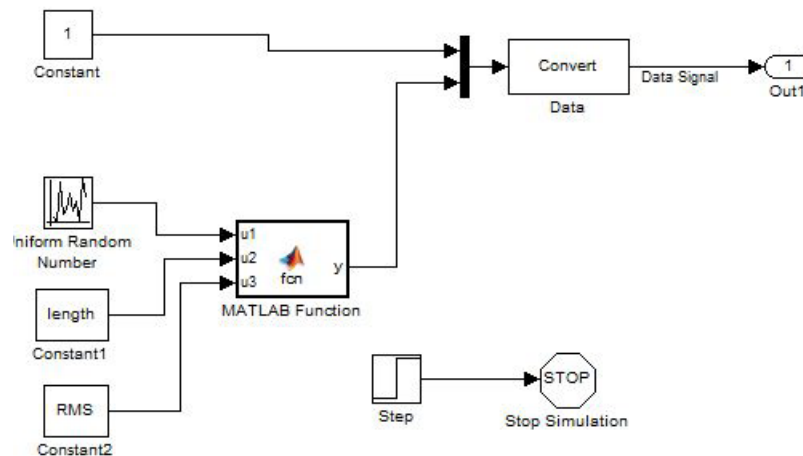 1
Constant
Convert
Data
Data Signal
1
Out1
niform Random
Number
u1
u2
u3
fcn
y
MATLAB Function
length
Constant1
RMS
Constant2
Step
STOP
Stop Simulation